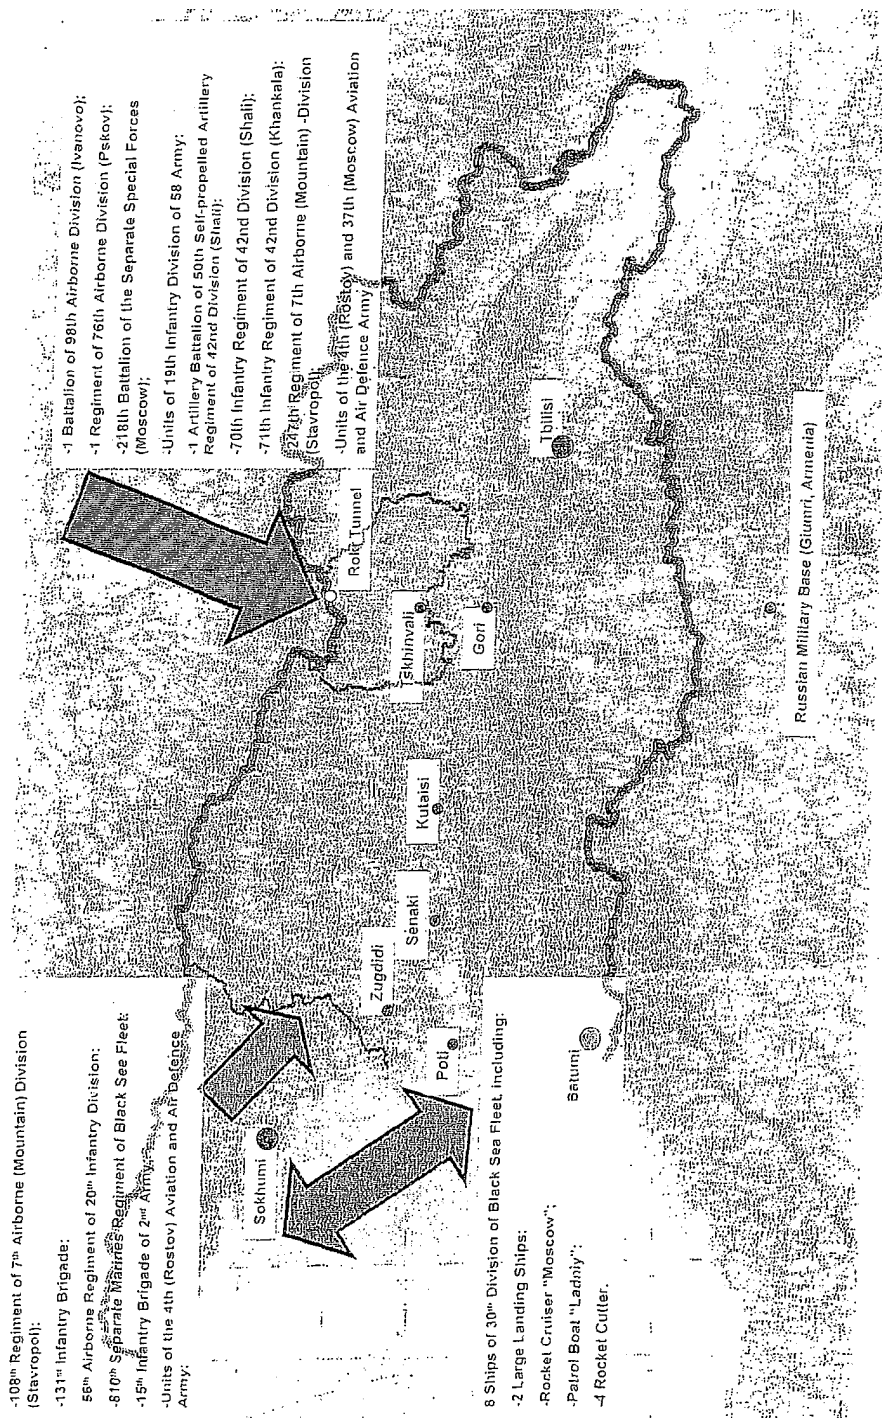 -108th Regiment of 7th Airborne (Mountain) Division
(Stavropol);
-131st Infantry Brigade;
56th Airborne Regiment of 20th Infantry Division;
-810th Separate Marines Regiment of Black See Fleet;
-15th Infantry Brigade of 2nd Army;
-Units of the 4th (Rostov) Aviation and Air Defence
Army;
-1 Battalion of 98th Airborne Division (Ivanovo);
-1 Regiment of 76th Airborne Division (Pskov);
-218th Battalion of the Separate Special Forces
(Moscow);
-Units of 19th Infantry Division of 58 Army;
-1 Artillery Battalion of 50th Self-propelled Artillery
Regiment of 42nd Division (Shali);
-70th Infantry Regiment of 42nd Division (Shali);
-71th Infantry Regiment of 42nd Division (Khankala);
-247th Regiment of 7th Airborne (Mountain) -Division
(Stavropol);
-Units of the 4th (Rostov) and 37th (Moscow) Aviation
and Air Defence Army
Sokhumi
Roki Tunnel
Zugdidi
Tskhinvali
Senaki
Kutaisi
Poti
Gori
Tbilisi
8 Ships of 30th Division of Black Sea Fleet, including:
-2 Large Landing Ships;
-Rocket Cruiser "Moscow";
-Patrol Boat "Ladniy";
-4 Rocket Cutter.
Batumi
Russian Military Base (Giumri, Armenia)